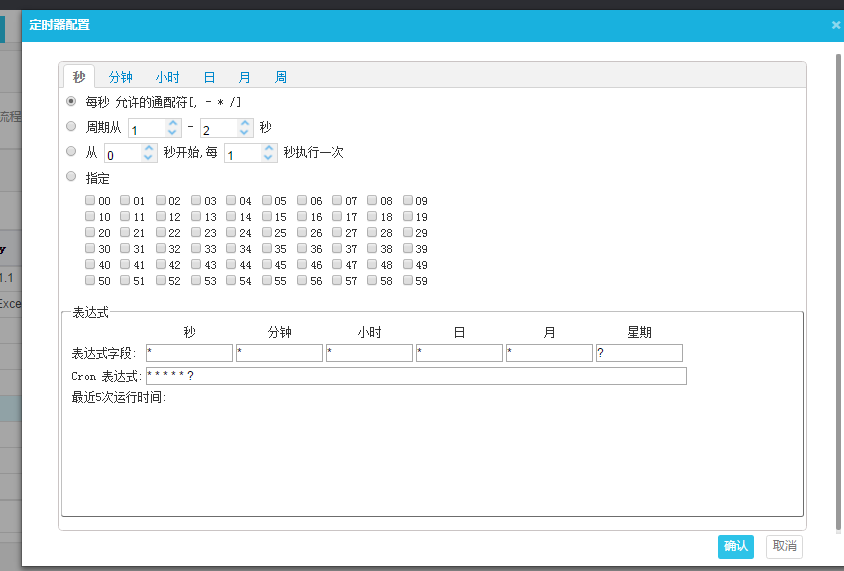 定时器配置 ×
流程
y
1.1
Exce
秒 分钟 小时 日 月 周
每秒 允许的通配符[, - * /]
周期从 1 - 2 秒
从 0 秒开始,每 1 秒执行一次
指定
00 01 02 03 04 05 06 07 08 09
10 11 12 13 14 15 16 17 18 19
20 21 22 23 24 25 26 27 28 29
30 31 32 33 34 35 36 37 38 39
40 41 42 43 44 45 46 47 48 49
50 51 52 53 54 55 56 57 58 59
表达式
秒 分钟 小时 日 月 星期
表达式字段: * * * * * ?
Cron 表达式: * * * * * ?
最近5次运行时间:
确认 取消